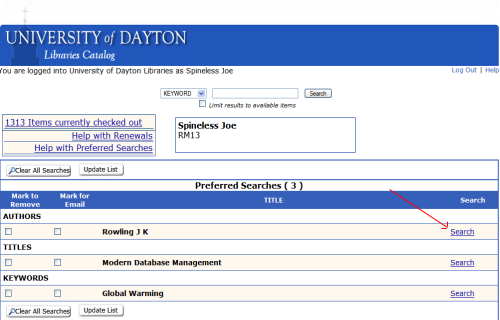 UNIVERSITY of DAYTON
Libraries Catalog
You are logged into University of Dayton Libraries as Spineless Joe
Log Out | Help
KEYWORD Search
Limit results to available items
1313 Items currently checked out
Help with Renewals
Help with Preferred Searches
Spineless Joe
RM13
Clear All Searches Update List
Preferred Searches ( 3 )
Mark to Remove Mark for Email TITLE Search
AUTHORS
Rowling J K Search
TITLES
Modern Database Management Search
KEYWORDS
Global Warming Search
Clear All Searches Update List